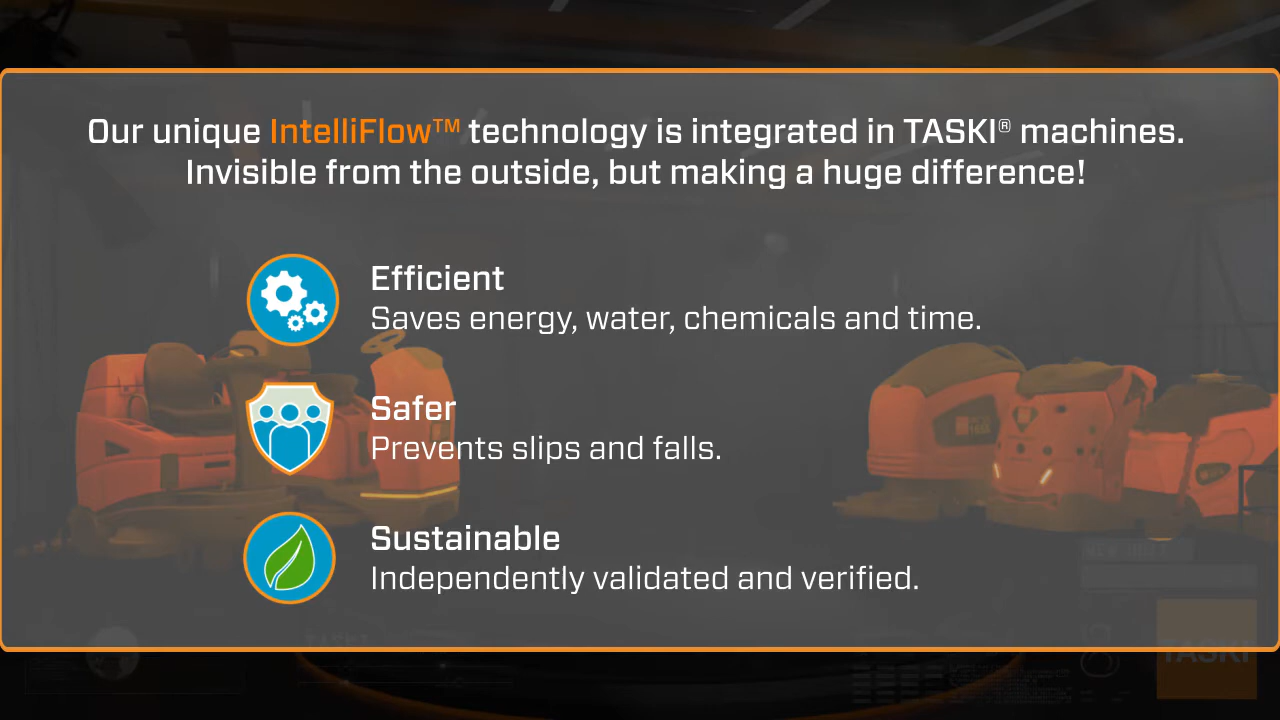 Our unique IntelliFlow™ technology is integrated in TASKI® machines.
Invisible from the outside, but making a huge difference!
Efficient
Saves energy, water, chemicals and time.
Safer
Prevents slips and falls.
Sustainable
Independently validated and verified.
TASKI